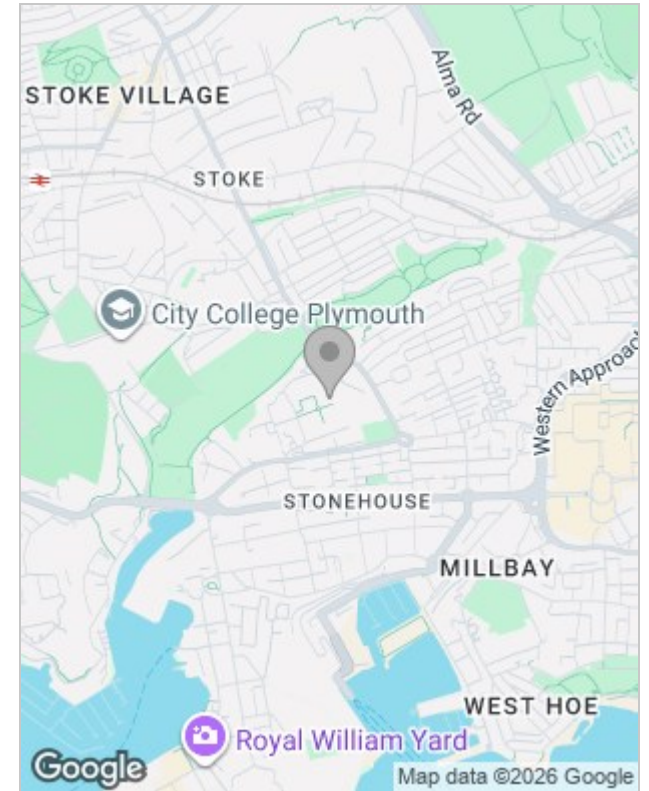 Alma Rd
STOKE VILLAGE
STOKE
City College Plymouth
Western Approach
STONEHOUSE
MILLBAY
WEST HOE
Royal William Yard
Google
Map data ©2026 Google